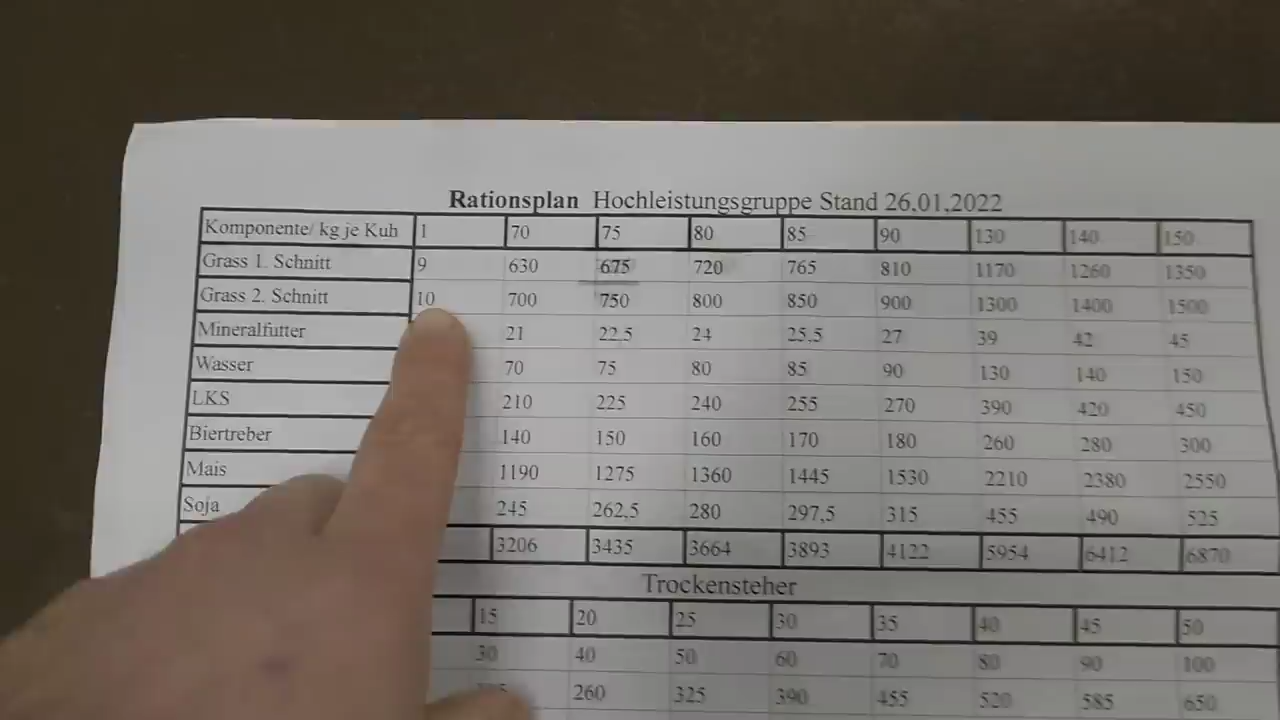 Rationsplan Hochleistungsgruppe Stand 26,01,2022
Komponente/ kg je Kuh 1 70 75 80 85 90 130 140 150
Grass 1. Schnitt 9 630 675 720 765 810 1170 1260 1350
Grass 2. Schnitt 10 700 750 800 850 900 1300 1400 1500
Mineralfutter 21 22,5 24 25,5 27 39 42 45
Wasser 70 75 80 85 90 130 140 150
LKS 210 225 240 255 270 390 420 450
Biertreber 140 150 160 170 180 260 280 300
Mais 1190 1275 1360 1445 1530 2210 2380 2550
Soja 245 262,5 280 297,5 315 455 490 525
3206 3435 3664 3893 4122 5954 6412 6870
Trockensteher
15 20 25 30 35 40 45 50
30 40 50 60 70 80 90 100
260 325 390 455 520 585 650